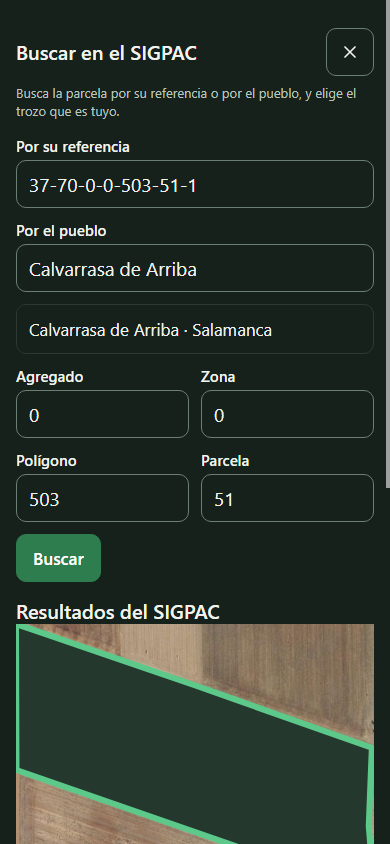 Buscar en el SIGPAC
Busca la parcela por su referencia o por el pueblo, y elige el
trozo que es tuyo.
Por su referencia
37-70-0-0-503-51-1
Por el pueblo
Calvarrasa de Arriba
Calvarrasa de Arriba · Salamanca
Agregado
Zona
0
0
Polígono
Parcela
503
51
Buscar
Resultados del SIGPAC